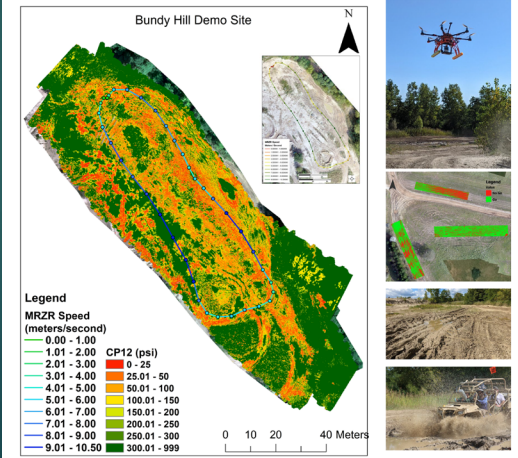 Bundy Hill Demo Site
N
Legend
MRZR Speed
(meters/second)
0.00 - 1.00
1.01 - 2.00
2.01 - 3.00
3.01 - 4.00
4.01 - 5.00
5.01 - 6.00
6.01 - 7.00
7.01 - 8.00
8.01 - 9.00
9.01 - 10.50
CP12 (psi)
0 - 25
25.01 - 50
50.01 - 100
100.01 - 150
150.01 - 200
200.01 - 250
250.01 - 300
300.01 - 999
0 10 20 40 Meters
Legend